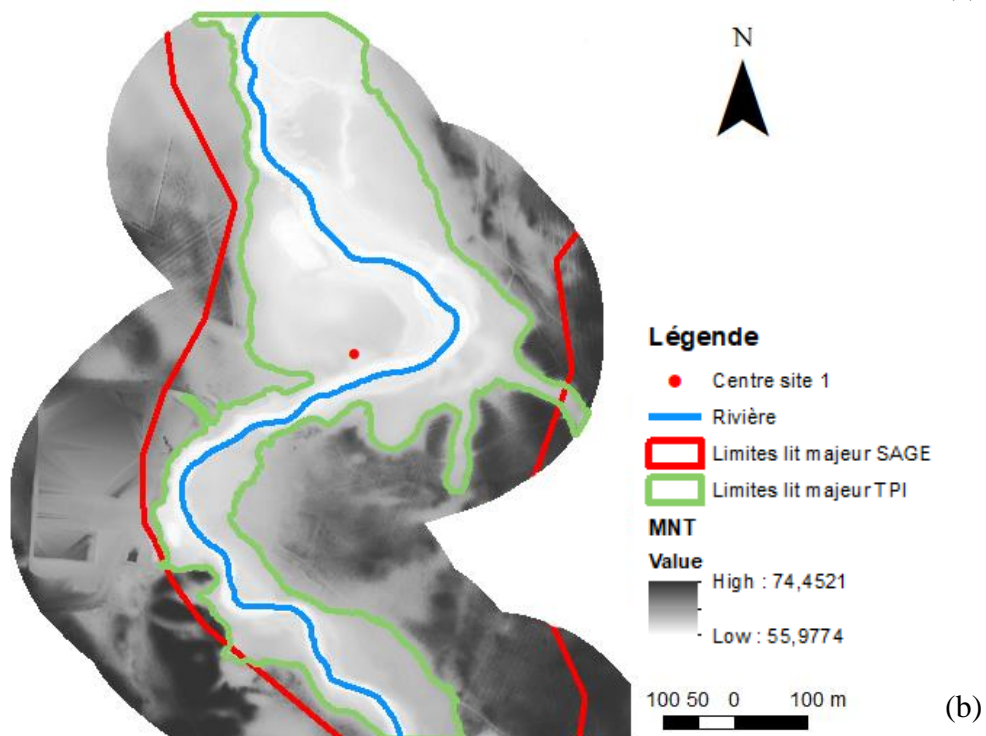 N
Légende
Centre site 1
Rivière
Limites lit majeur SAGE
Limites lit majeur TPI
MNT
Value
High : 74,4521
Low : 55,9774
100 50 0 100 m
(b)